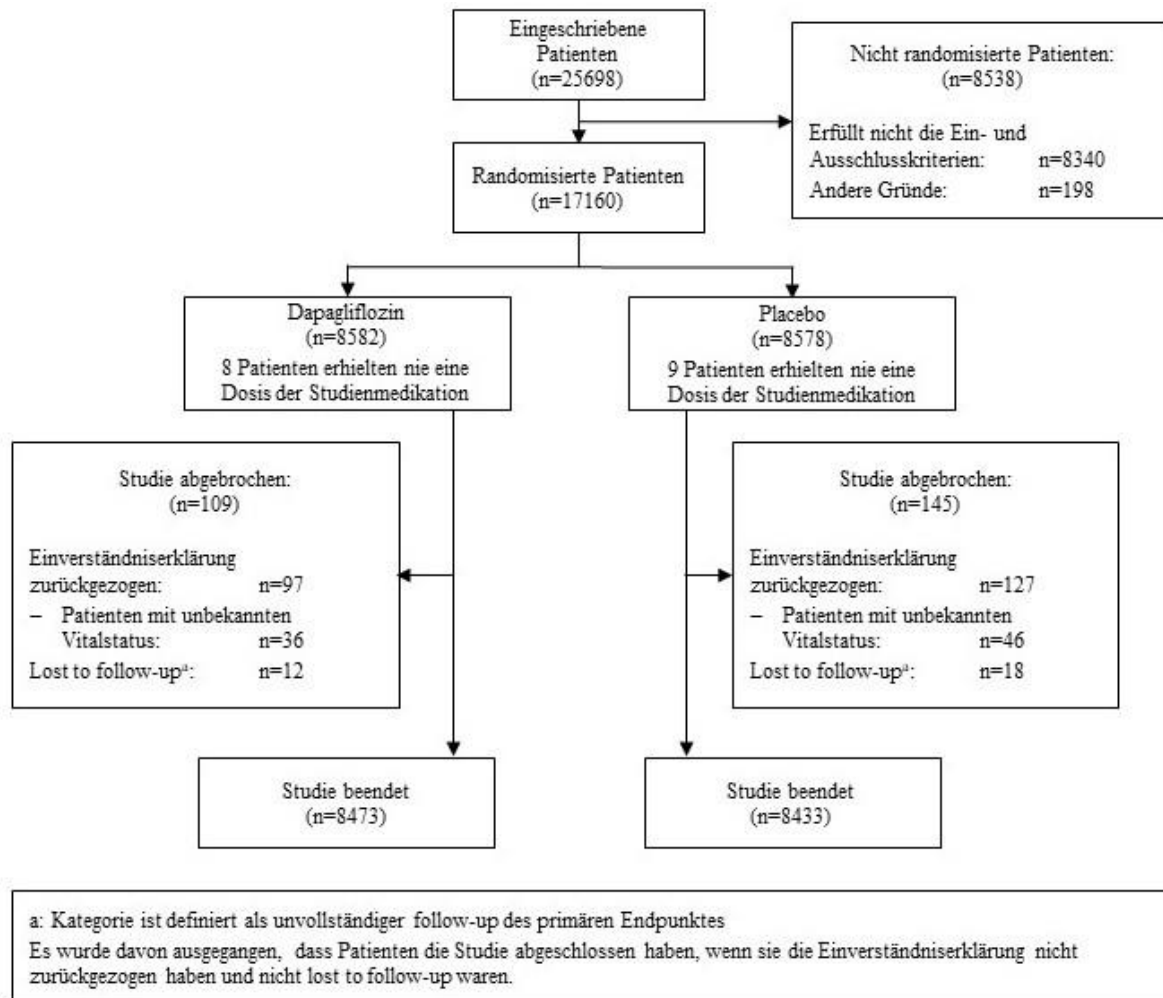 Eingeschriebene
Patienten
(n=25698)
Nicht randomisierte Patienten:
(n=8538)
Erfüllt nicht die Ein- und
Ausschlusskriterien: n=8340
Andere Gründe: n=198
Randomisierte Patienten
(n=17160)
Dapagliflozin
(n=8582)
8 Patienten erhielten nie eine
Dosis der Studienmedikation
Placebo
(n=8578)
9 Patienten erhielten nie eine
Dosis der Studienmedikation
Studie abgebrochen:
(n=109)
Einverständniserklärung
zurückgezogen: n=97
– Patienten mit unbekannten
Vitalstatus: n=36
Lost to follow-upᵃ: n=12
Studie abgebrochen:
(n=145)
Einverständniserklärung
zurückgezogen: n=127
– Patienten mit unbekannten
Vitalstatus: n=46
Lost to follow-upᵃ: n=18
Studie beendet
(n=8473)
Studie beendet
(n=8433)
a: Kategorie ist definiert als unvollständiger follow-up des primären Endpunktes
Es wurde davon ausgegangen, dass Patienten die Studie abgeschlossen haben, wenn sie die Einverständniserklärung nicht
zurückgezogen haben und nicht lost to follow-up waren.